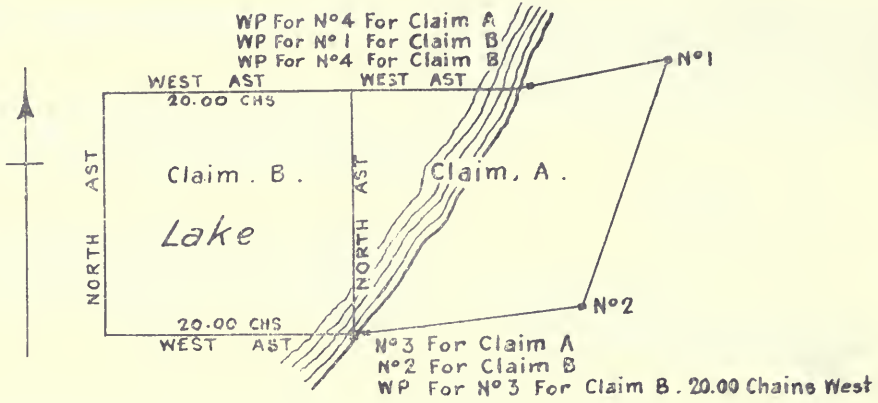 WP For Nº4 For Claim A
WP For Nº1 For Claim B
WP For Nº4 For Claim B
Nº1
WEST AST
WEST AST
20.00 CHS
NORTH AST
Claim . B .
Lake
NORTH AST
Claim, A .
Nº2
20.00 CHS
WEST AST
Nº3 For Claim A
Nº2 For Claim B
WP For Nº3 For Claim B . 20.00 Chains West